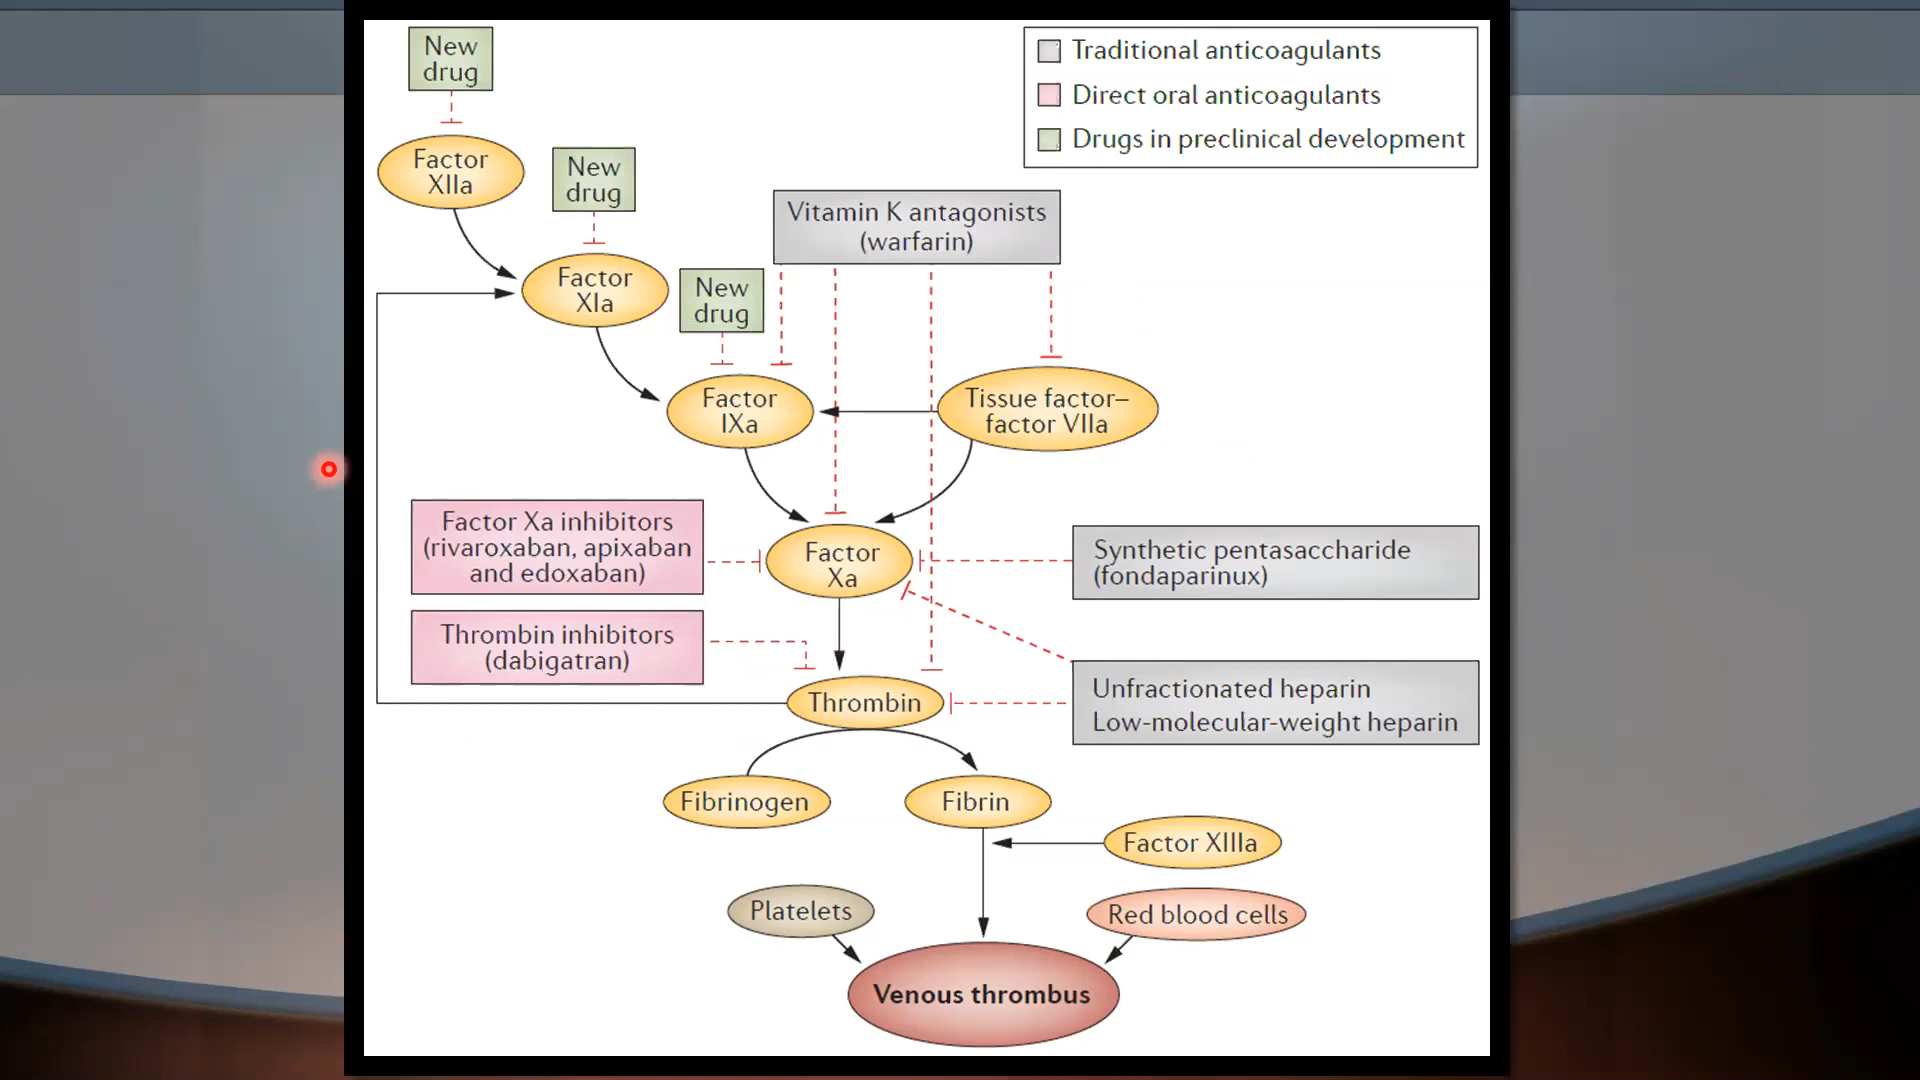 New
drug
Traditional anticoagulants
Direct oral anticoagulants
Drugs in preclinical development
Factor
XIIa
New
drug
Vitamin K antagonists
(warfarin)
Factor
XIa
New
drug
Factor
IXa
Tissue factor–
factor VIIa
Factor Xa inhibitors
(rivaroxaban, apixaban
and edoxaban)
Factor
Xa
Synthetic pentasaccharide
(fondaparinux)
Thrombin inhibitors
(dabigatran)
Thrombin
Unfractionated heparin
Low-molecular-weight heparin
Fibrinogen
Fibrin
Factor XIIIa
Platelets
Red blood cells
Venous thrombus